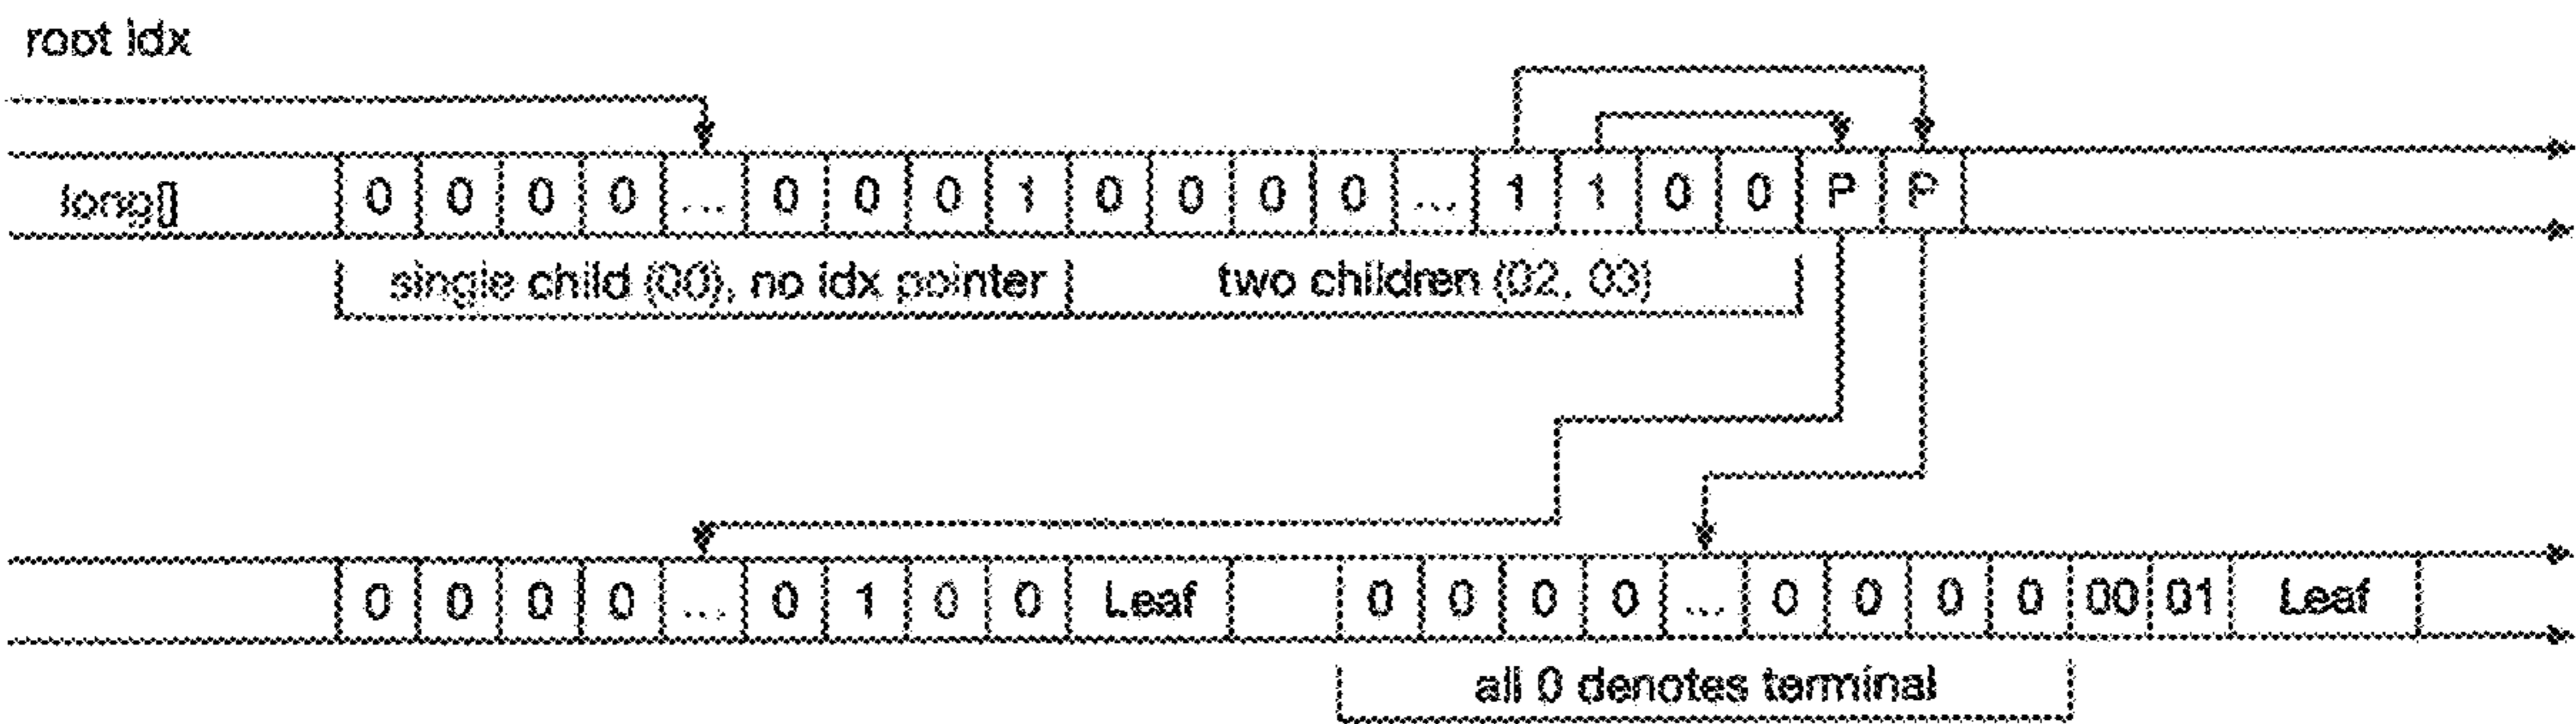 root idx
long[] 0 0 0 0 ... 0 0 0 1 0 0 0 0 ... 1 1 0 0 P P
single child (00), no idx pointer two children (02, 03)
0 0 0 0 ... 0 1 0 0 Leaf 0 0 0 0 ... 0 0 0 0 00 01 Leaf
all 0 denotes terminal